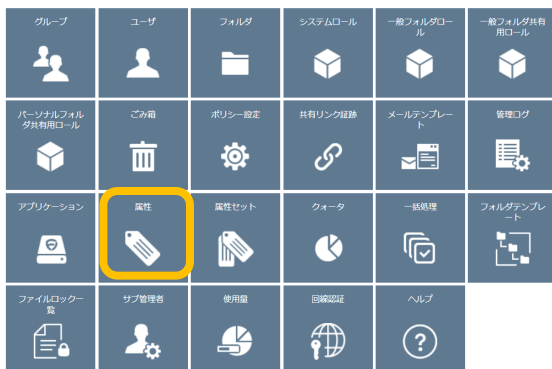 グループ
ユーザ
フォルダ
システムロール
一般フォルダロー
ル
一般フォルダ共有
用ロール
パーソナルフォル
ダ共有用ロール
ごみ箱
ポリシー設定
共有リンク証跡
メールテンプレー
ト
管理ログ
アプリケーション
属性
属性セット
クォータ
一括処理
フォルダテンプレ
ート
ファイルロック一
覧
サブ管理者
使用量
回線認証
ヘルプ